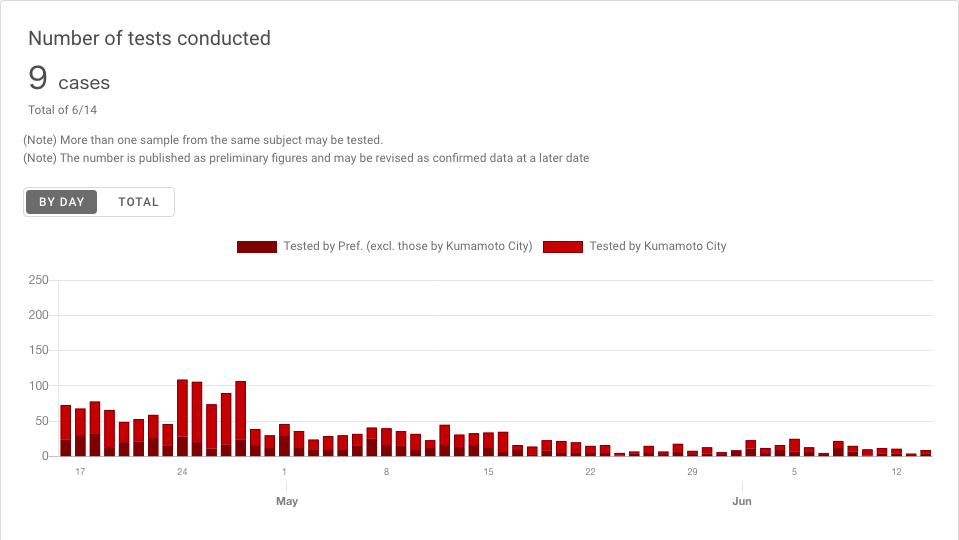 Number of tests conducted
9 cases
Total of 6/14
(Note) More than one sample from the same subject may be tested.
(Note) The number is published as preliminary figures and may be revised as confirmed data at a later date
BY DAY TOTAL
Tested by Pref. (excl. those by Kumamoto City) Tested by Kumamoto City
250
200
150
100
50
0
17 24 1 8 15 22 29 5 12
May Jun